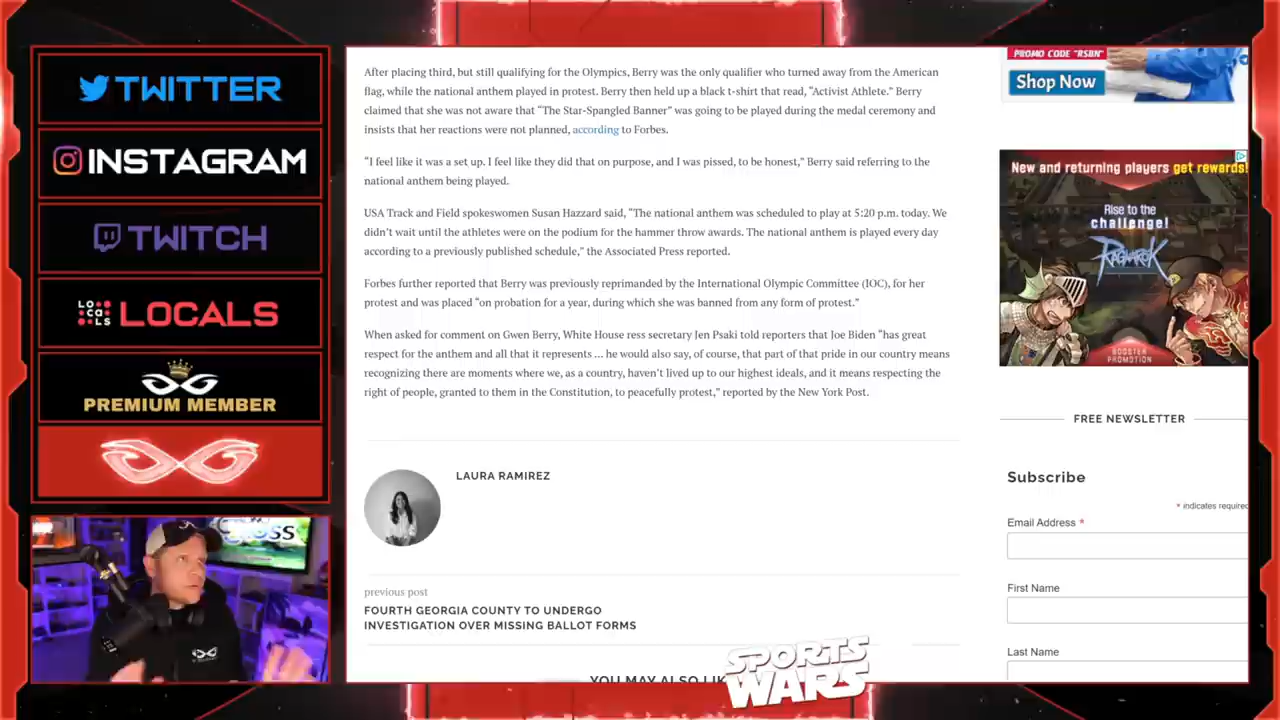 TWITTER
INSTAGRAM
TWITCH
LOCALS
LOCALS
PREMIUM MEMBER
After placing third, but still qualifying for the Olympics, Berry was the only qualifier who turned away from the American
flag, while the national anthem played in protest. Berry then held up a black t-shirt that read, “Activist Athlete.” Berry
claimed that she was not aware that “The Star-Spangled Banner” was going to be played during the medal ceremony and
insists that her reactions were not planned, according to Forbes.
“I feel like it was a set up. I feel like they did that on purpose, and I was pissed, to be honest,” Berry said referring to the
national anthem being played.
USA Track and Field spokeswomen Susan Hazzard said, “The national anthem was scheduled to play at 5:20 p.m. today. We
didn’t wait until the athletes were on the podium for the hammer throw awards. The national anthem is played every day
according to a previously published schedule,” the Associated Press reported.
Forbes further reported that Berry was previously reprimanded by the International Olympic Committee (IOC), for her
protest and was placed “on probation for a year, during which she was banned from any form of protest.”
When asked for comment on Gwen Berry, White House ress secretary Jen Psaki told reporters that Joe Biden “has great
respect for the anthem and all that it represents ... he would also say, of course, that part of that pride in our country means
recognizing there are moments where we, as a country, haven’t lived up to our highest ideals, and it means respecting the
right of people, granted to them in the Constitution, to peacefully protest,” reported by the New York Post.
LAURA RAMIREZ
previous post
FOURTH GEORGIA COUNTY TO UNDERGO
INVESTIGATION OVER MISSING BALLOT FORMS
YOU MAY ALSO LIK
SPORTS
WARS
PROMO CODE "RSBN"
Shop Now
New and returning players get rewards!
Rise to the
challenge!
RAGNAROK
BOOSTER
PROMOTION
FREE NEWSLETTER
Subscribe
* indicates required
Email Address *
First Name
Last Name